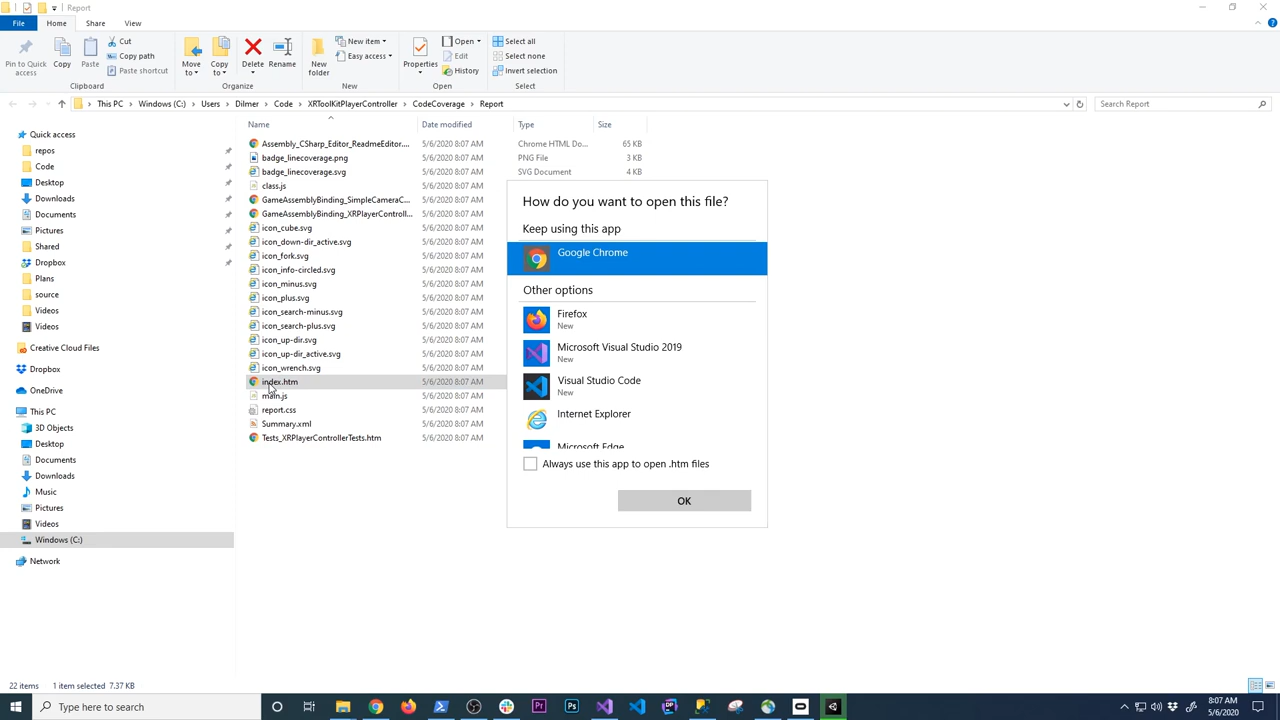 Report
File Home Share View
Pin to Quick access
Copy
Paste
Cut
Copy path
Paste shortcut
Clipboard
Move to
Copy to
Delete
Rename
Organize
New folder
New item
Easy access
New
Properties
Open
Edit
History
Open
Select all
Select none
Invert selection
Select
This PC > Windows (C:) > Users > Dilmer > Code > XRToolKitPlayerController > CodeCoverage > Report
Search Report
Quick access
repos
Code
Desktop
Downloads
Documents
Pictures
Shared
Dropbox
Plans
source
Videos
Videos
Creative Cloud Files
Dropbox
OneDrive
This PC
3D Objects
Desktop
Documents
Downloads
Music
Pictures
Videos
Windows (C:)
Network
Name Date modified Type Size
Assembly_CSharp_Editor_ReadmeEditor.... 5/6/2020 8:07 AM Chrome HTML Do... 65 KB
badge_linecoverage.png 5/6/2020 8:07 AM PNG File 3 KB
badge_linecoverage.svg 5/6/2020 8:07 AM SVG Document 4 KB
class.js 5/6/2020 8:07 AM
GameAssemblyBinding_SimpleCameraC... 5/6/2020 8:07 AM
GameAssemblyBinding_XRPlayerControll... 5/6/2020 8:07 AM
icon_cube.svg 5/6/2020 8:07 AM
icon_down-dir_active.svg 5/6/2020 8:07 AM
icon_fork.svg 5/6/2020 8:07 AM
icon_info-circled.svg 5/6/2020 8:07 AM
icon_minus.svg 5/6/2020 8:07 AM
icon_plus.svg 5/6/2020 8:07 AM
icon_search-minus.svg 5/6/2020 8:07 AM
icon_search-plus.svg 5/6/2020 8:07 AM
icon_up-dir.svg 5/6/2020 8:07 AM
icon_up-dir_active.svg 5/6/2020 8:07 AM
icon_wrench.svg 5/6/2020 8:07 AM
index.htm 5/6/2020 8:07 AM
main.js 5/6/2020 8:07 AM
report.css 5/6/2020 8:07 AM
Summary.xml 5/6/2020 8:07 AM
Tests_XRPlayerControllerTests.htm 5/6/2020 8:07 AM
How do you want to open this file?
Keep using this app
Google Chrome
Other options
Firefox
New
Microsoft Visual Studio 2019
New
Visual Studio Code
New
Internet Explorer
Microsoft Edge
Always use this app to open .htm files
OK
22 items 1 item selected 7.37 KB
Type here to search
8:07 AM
5/6/2020